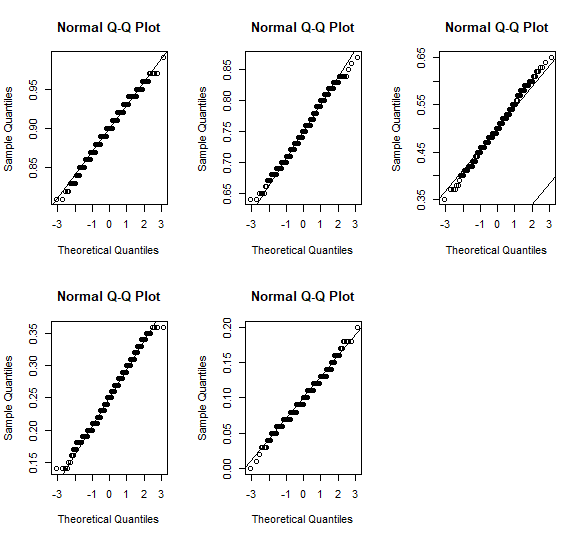 Normal Q-Q Plot
Sample Quantiles
0.85 0.90 0.95
-3 -1 0 1 2 3
Theoretical Quantiles
Normal Q-Q Plot
Sample Quantiles
0.65 0.70 0.75 0.80 0.85
-3 -1 0 1 2 3
Theoretical Quantiles
Normal Q-Q Plot
Sample Quantiles
0.35 0.45 0.55 0.65
-3 -1 0 1 2 3
Theoretical Quantiles
Normal Q-Q Plot
Sample Quantiles
0.15 0.20 0.25 0.30 0.35
-3 -1 0 1 2 3
Theoretical Quantiles
Normal Q-Q Plot
Sample Quantiles
0.00 0.05 0.10 0.15 0.20
-3 -1 0 1 2 3
Theoretical Quantiles